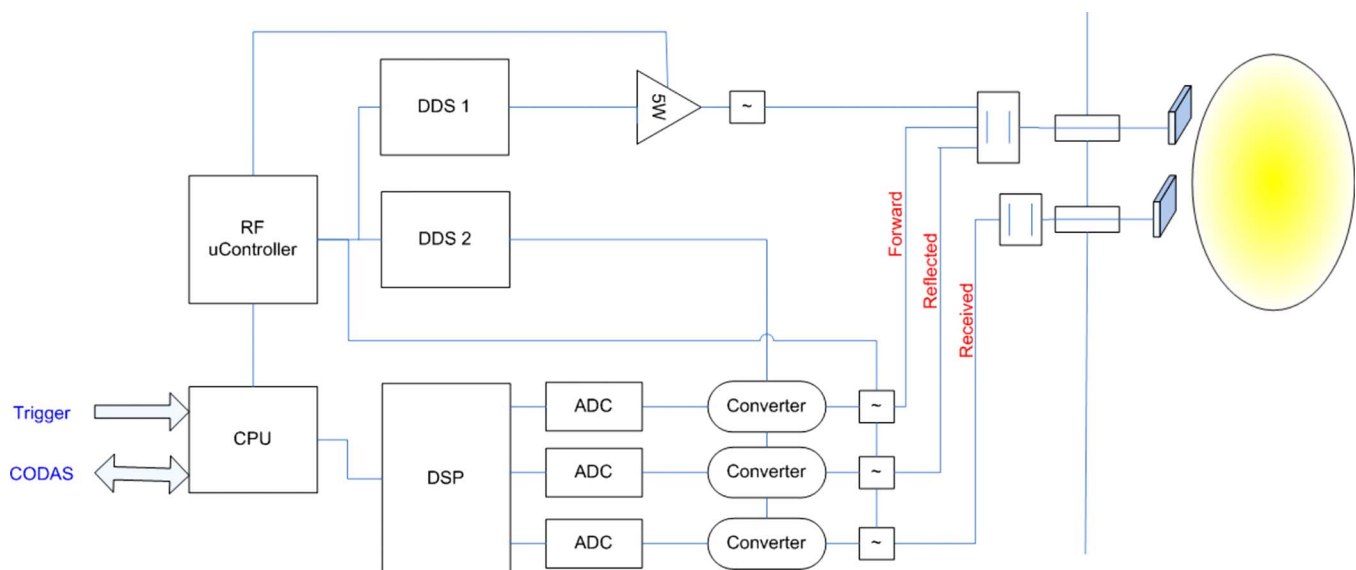 DDS 1
5W
~
RF
uController
DDS 2
Forward
Reflected
Received
Trigger
CODAS
CPU
DSP
ADC
Converter
~
ADC
Converter
~
ADC
Converter
~